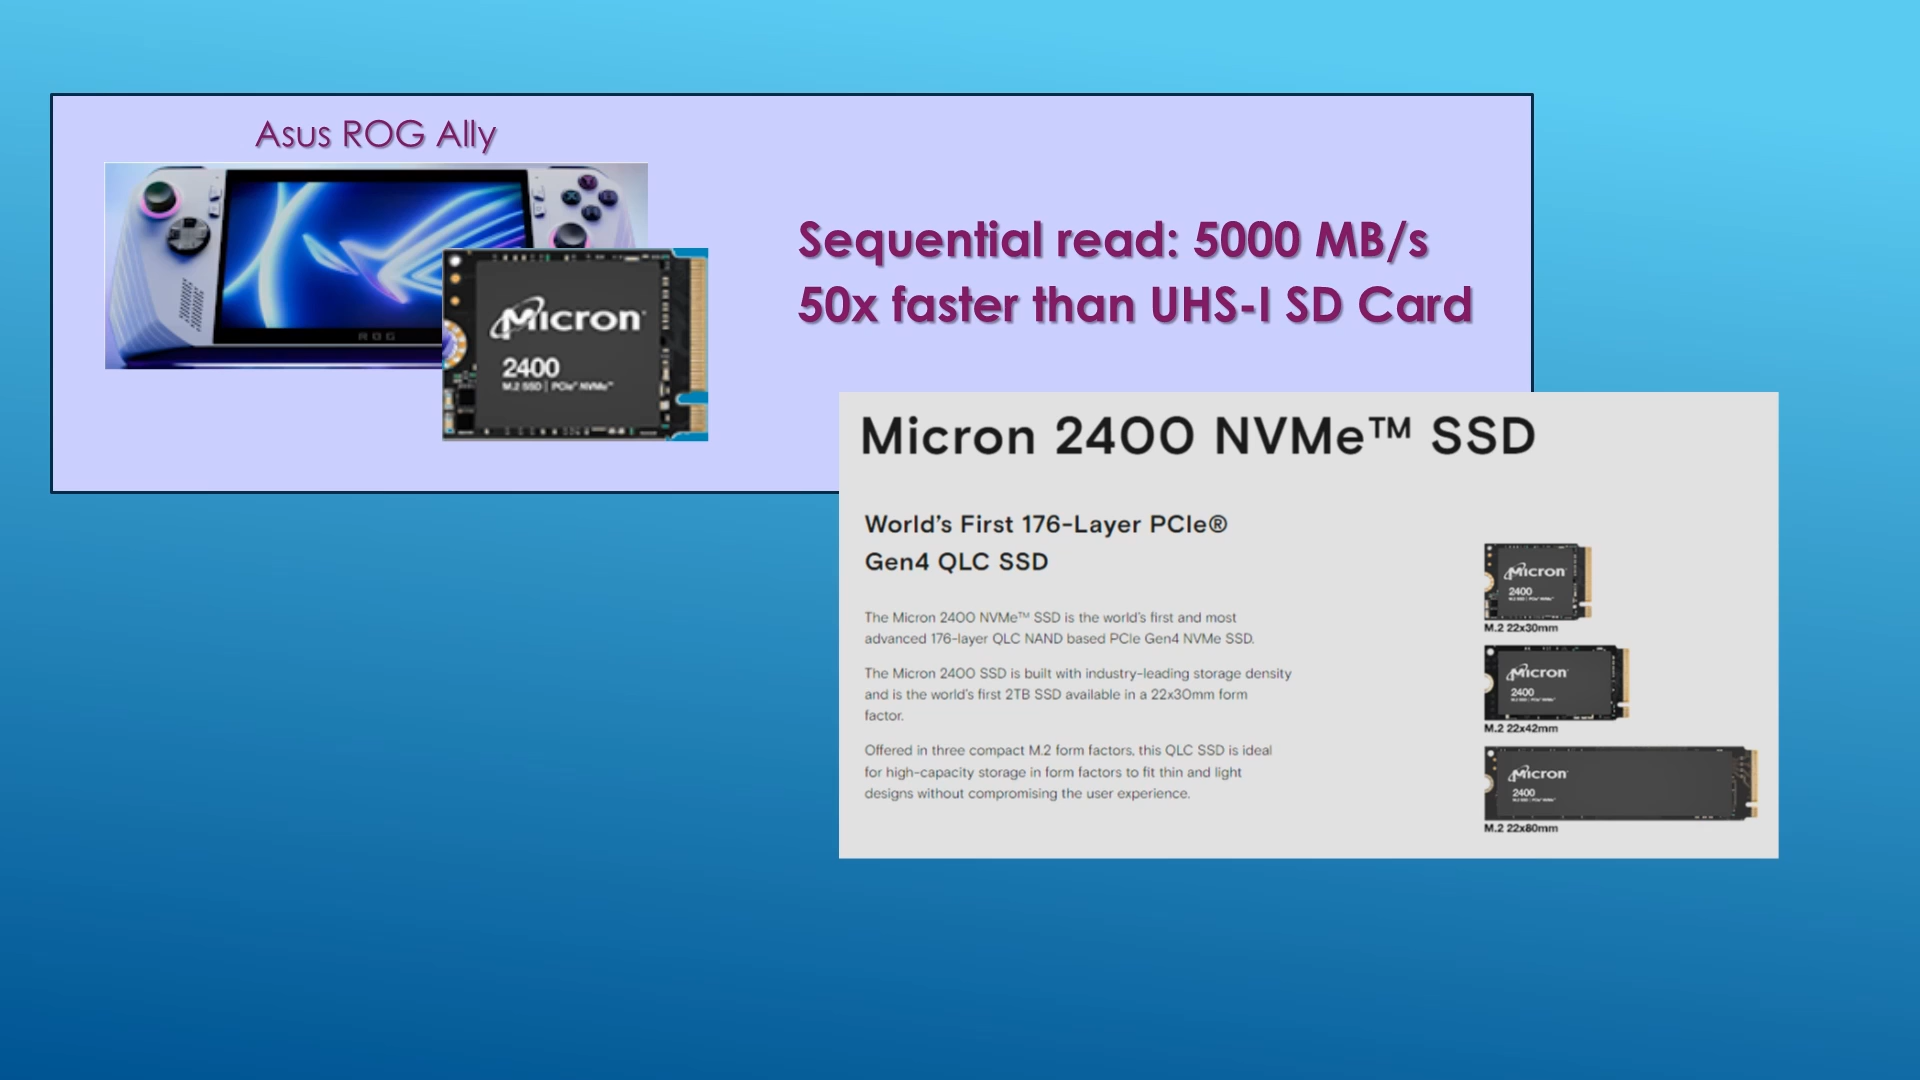 Asus ROG Ally
ROG
Micron
2400
M.2 SSD | PCIe® NVMe™
Sequential read: 5000 MB/s
50x faster than UHS-I SD Card
Micron 2400 NVMe™ SSD
World's First 176-Layer PCIe®
Gen4 QLC SSD
The Micron 2400 NVMe™ SSD is the world's first and most
advanced 176-layer QLC NAND based PCIe Gen4 NVMe SSD.
The Micron 2400 SSD is built with industry-leading storage density
and is the world's first 2TB SSD available in a 22x30mm form
factor.
Offered in three compact M.2 form factors, this QLC SSD is ideal
for high-capacity storage in form factors to fit thin and light
designs without compromising the user experience.
Micron
2400
M.2 22x30mm
Micron
2400
M.2 22x42mm
Micron
2400
M.2 22x80mm